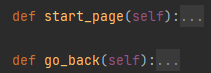 def start_page(self):...
def go_back(self):...